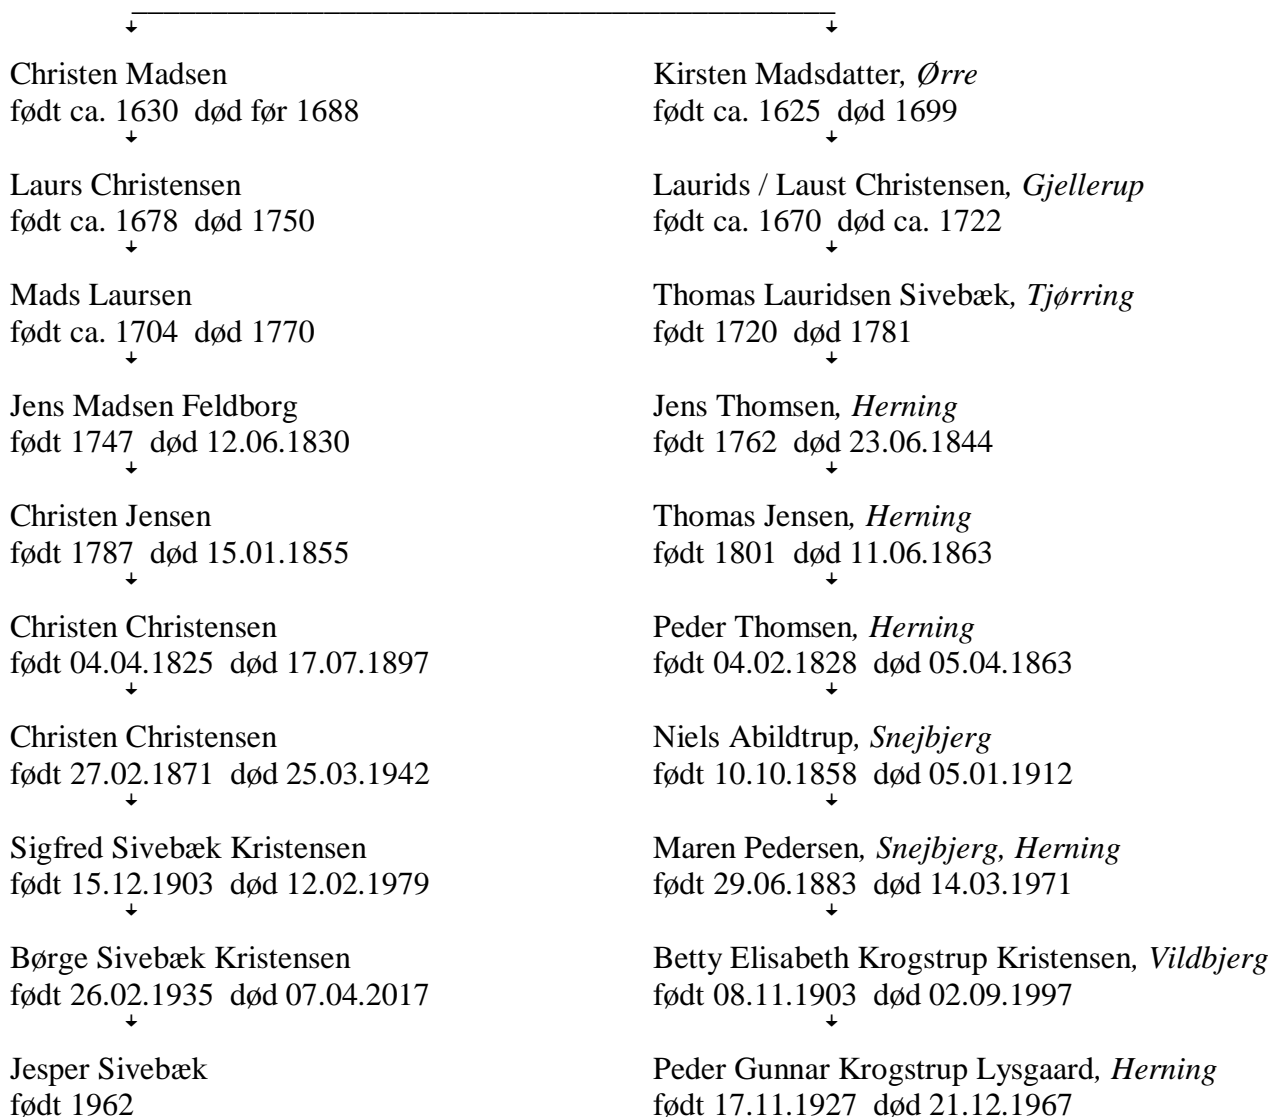 Christen Madsen
født ca. 1630 død før 1688
Laurs Christensen
født ca. 1678 død 1750
Mads Laursen
født ca. 1704 død 1770
Jens Madsen Feldborg
født 1747 død 12.06.1830
Christen Jensen
født 1787 død 15.01.1855
Christen Christensen
født 04.04.1825 død 17.07.1897
Christen Christensen
født 27.02.1871 død 25.03.1942
Sigfred Sivebæk Kristensen
født 15.12.1903 død 12.02.1979
Børge Sivebæk Kristensen
født 26.02.1935 død 07.04.2017
Jesper Sivebæk
født 1962
Kirsten Madsdatter, Ørre
født ca. 1625 død 1699
Laurids / Laust Christensen, Gjellerup
født ca. 1670 død ca. 1722
Thomas Lauridsen Sivebæk, Tjørring
født 1720 død 1781
Jens Thomsen, Herning
født 1762 død 23.06.1844
Thomas Jensen, Herning
født 1801 død 11.06.1863
Peder Thomsen, Herning
født 04.02.1828 død 05.04.1863
Niels Abildtrup, Snejbjerg
født 10.10.1858 død 05.01.1912
Maren Pedersen, Snejbjerg, Herning
født 29.06.1883 død 14.03.1971
Betty Elisabeth Krogstrup Kristensen, Vildbjerg
født 08.11.1903 død 02.09.1997
Peder Gunnar Krogstrup Lysgaard, Herning
født 17.11.1927 død 21.12.1967